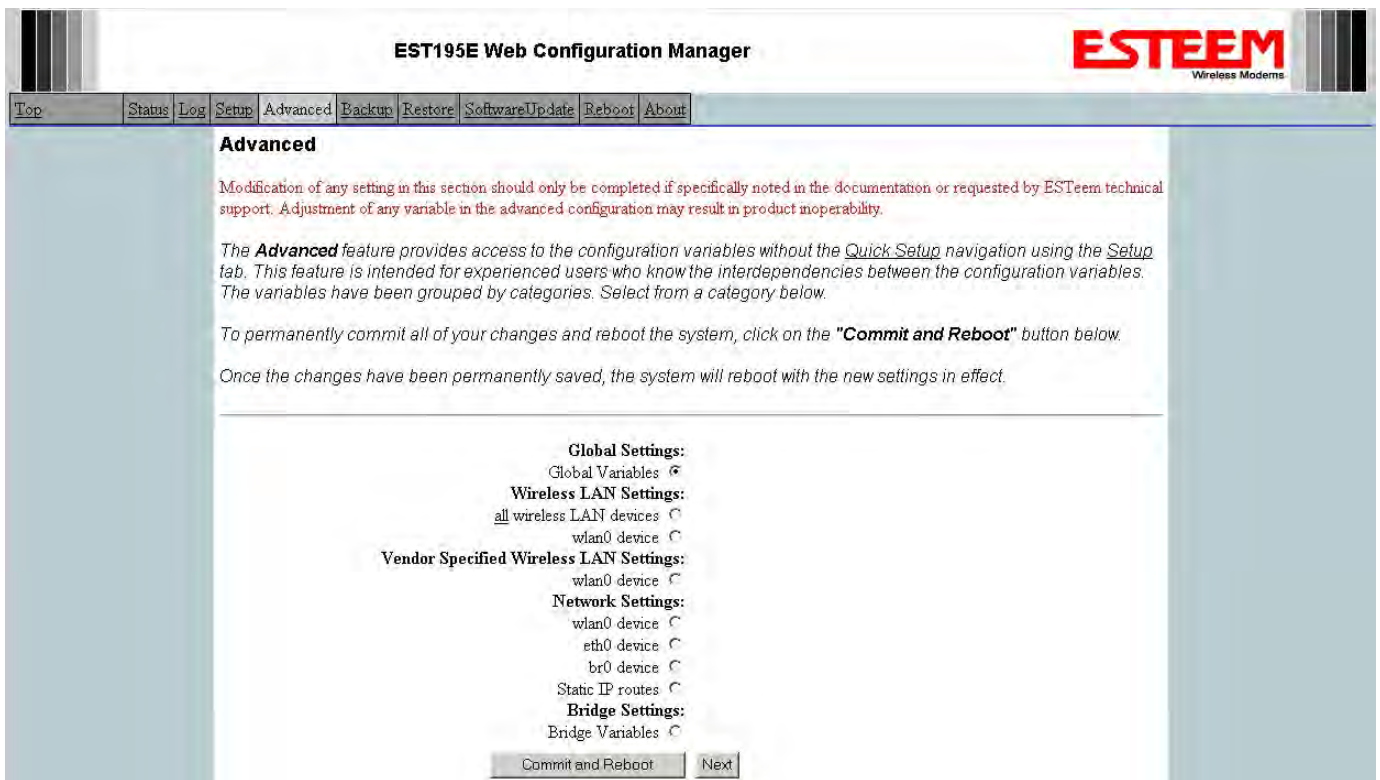 EST195E Web Configuration Manager
ESTEEM
Wireless Modems
Top Status Log Setup Advanced Backup Restore SoftwareUpdate Reboot About
Advanced
Modification of any setting in this section should only be completed if specifically noted in the documentation or requested by ESTeem technical
support. Adjustment of any variable in the advanced configuration may result in product inoperability.
The Advanced feature provides access to the configuration variables without the Quick Setup navigation using the Setup
tab. This feature is intended for experienced users who know the interdependencies between the configuration variables.
The variables have been grouped by categories. Select from a category below.
To permanently commit all of your changes and reboot the system, click on the "Commit and Reboot" button below.
Once the changes have been permanently saved, the system will reboot with the new settings in effect.
Global Settings:
Global Variables
Wireless LAN Settings:
all wireless LAN devices
wlan0 device
Vendor Specified Wireless LAN Settings:
wlan0 device
Network Settings:
wlan0 device
eth0 device
br0 device
Static IP routes
Bridge Settings:
Bridge Variables
Commit and Reboot Next